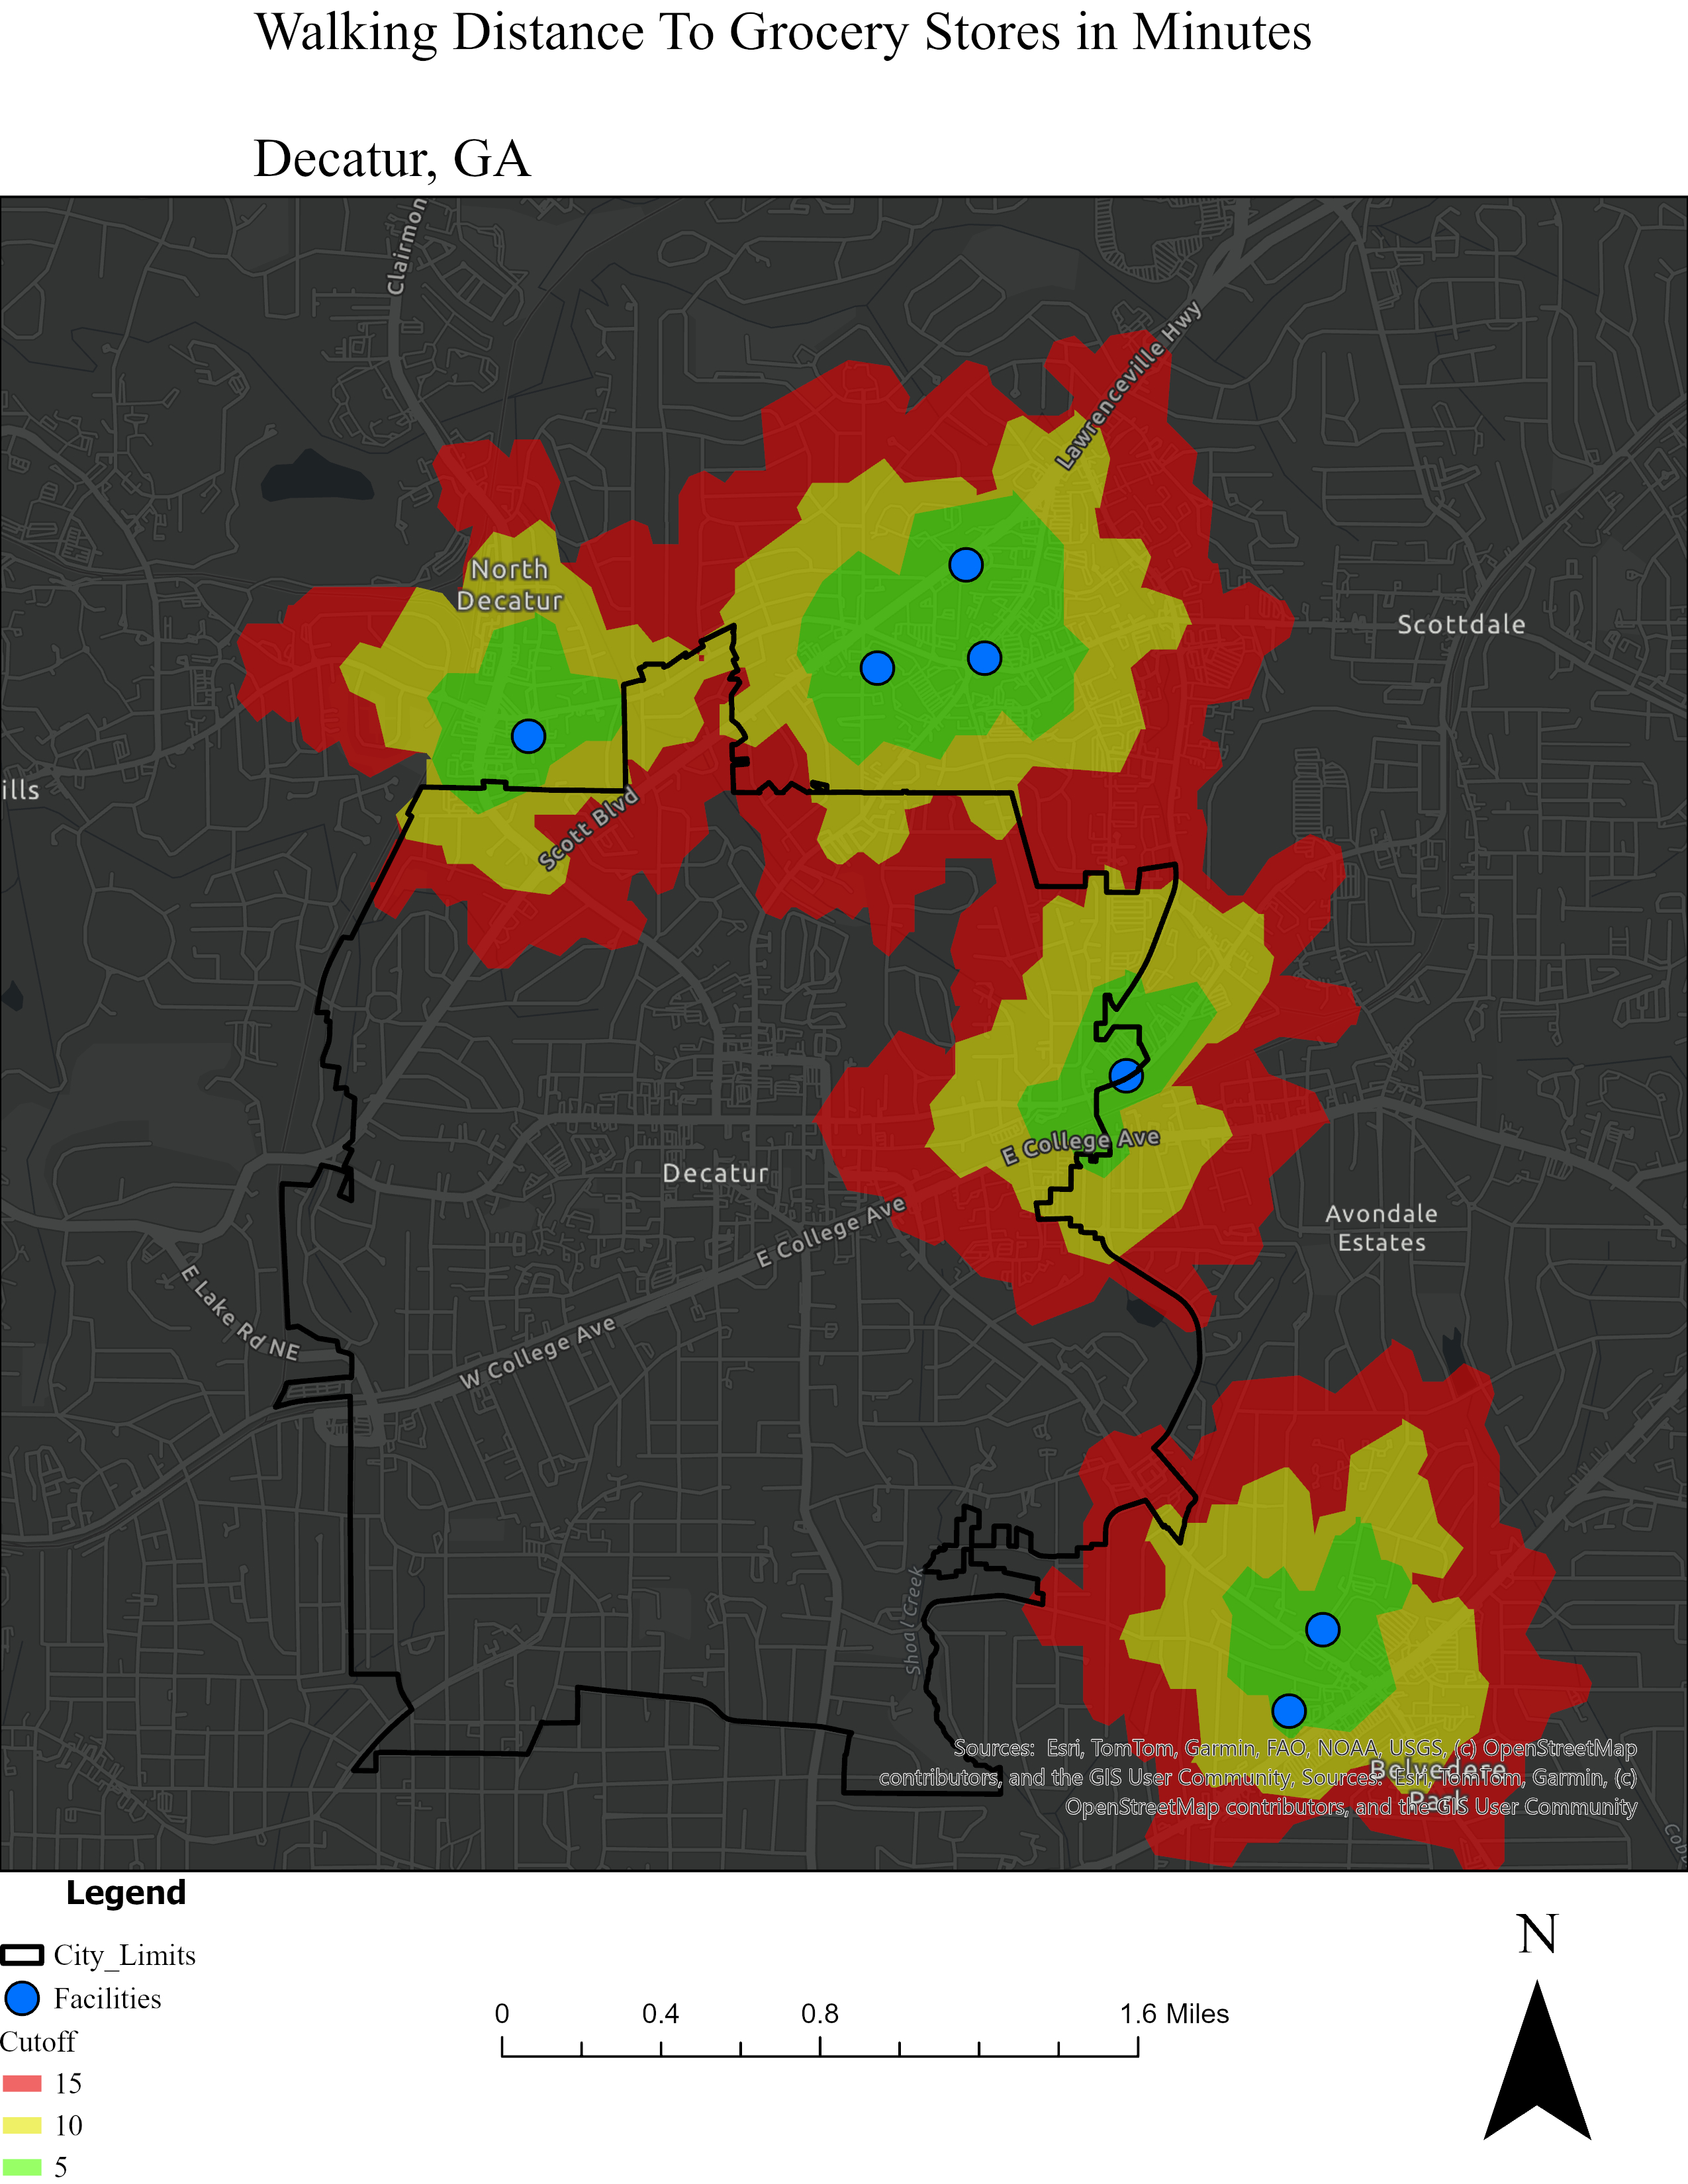 Walking Distance To Grocery Stores in Minutes
Decatur, GA
Clairmon
Lawrenceville Hwy
North
Decatur
Scottdale
ills
Scott Blvd
E College Ave
Decatur
Avondale
Estates
E College Ave
E Lake Rd NE
W College Ave
Shoal Creek
Sources: Esri, TomTom, Garmin, FAO, NOAA, USGS, (c) OpenStreetMap
Belvedere
contributors, and the GIS User Community, Sources: Esri, TomTom, Garmin, (c)
Park
OpenStreetMap contributors, and the GIS User Community
Cob
Legend
City_Limits
Facilities
Cutoff
15
10
5
0 0.4 0.8 1.6 Miles
N